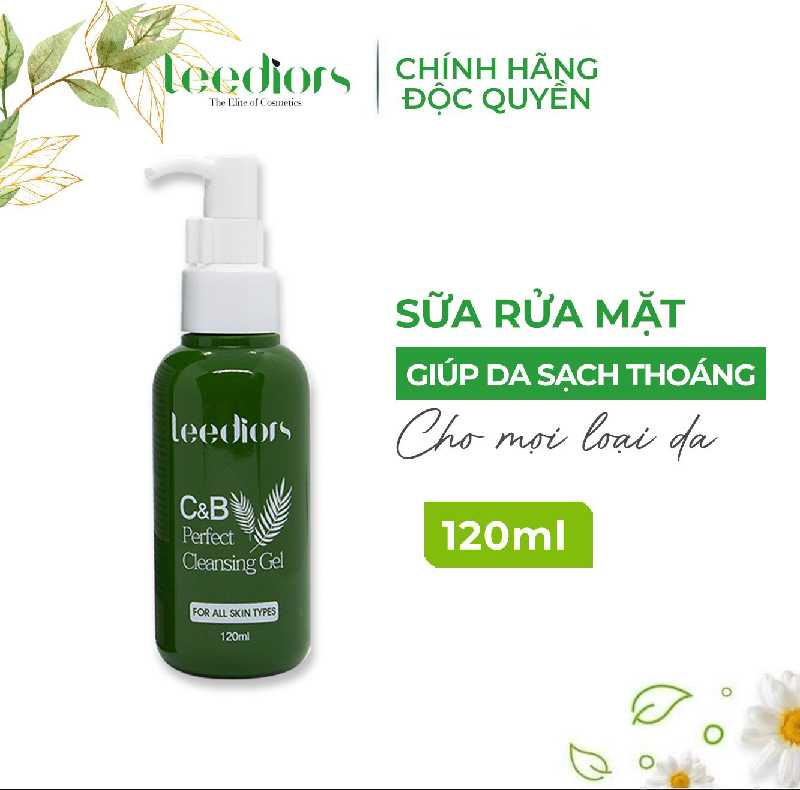 Leediors
The Elite of Cosmetics
CHÍNH HÃNG
ĐỘC QUYỀN
SỮA RỬA MẶT
GIÚP DA SẠCH THOÁNG
Cho mọi loại da
120ml
Leediors
C&B
Perfect
Cleansing Gel
FOR ALL SKIN TYPES
120ml